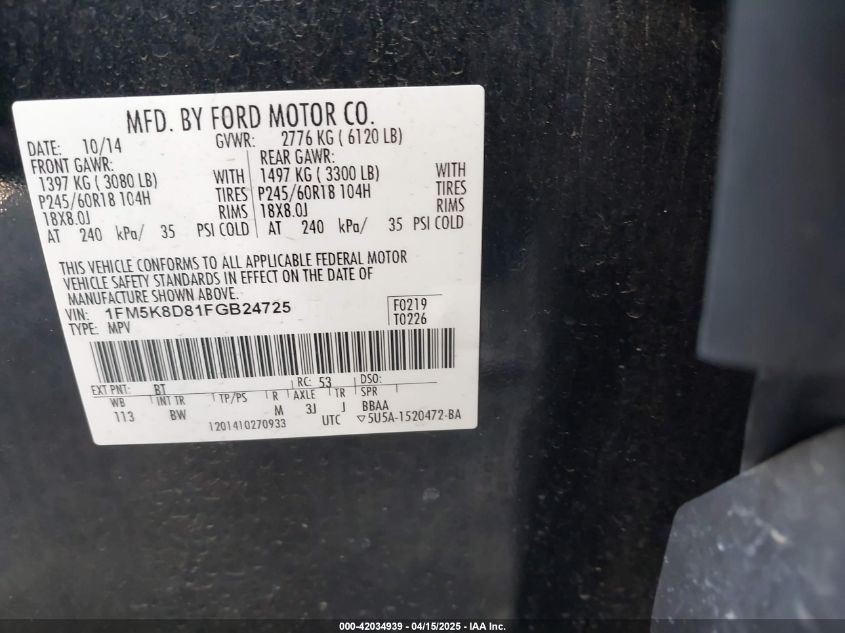 MFD. BY FORD MOTOR CO.
DATE: 10/14 GVWR: 2776 KG ( 6120 LB)
FRONT GAWR: REAR GAWR:
1397 KG ( 3080 LB) WITH 1497 KG ( 3300 LB) WITH
P245/60R18 104H TIRES P245/60R18 104H TIRES
18X8.0J RIMS 18X8.0J RIMS
AT 240 kPa/ 35 PSI COLD AT 240 kPa/ 35 PSI COLD
THIS VEHICLE CONFORMS TO ALL APPLICABLE FEDERAL MOTOR
VEHICLE SAFETY STANDARDS IN EFFECT ON THE DATE OF
MANUFACTURE SHOWN ABOVE.
VIN: 1FM5K8D81FGB24725 F0219
TYPE: MPV T0226
EXT PNT: BT RC: 53 DSO:
WB INT TR TP/PS R AXLE TR SPR
113 BW M 3J J BBAA
1201410270933 UTC ▽5U5A-1520472-BA
000-42034939 - 04/15/2025 - IAA Inc.